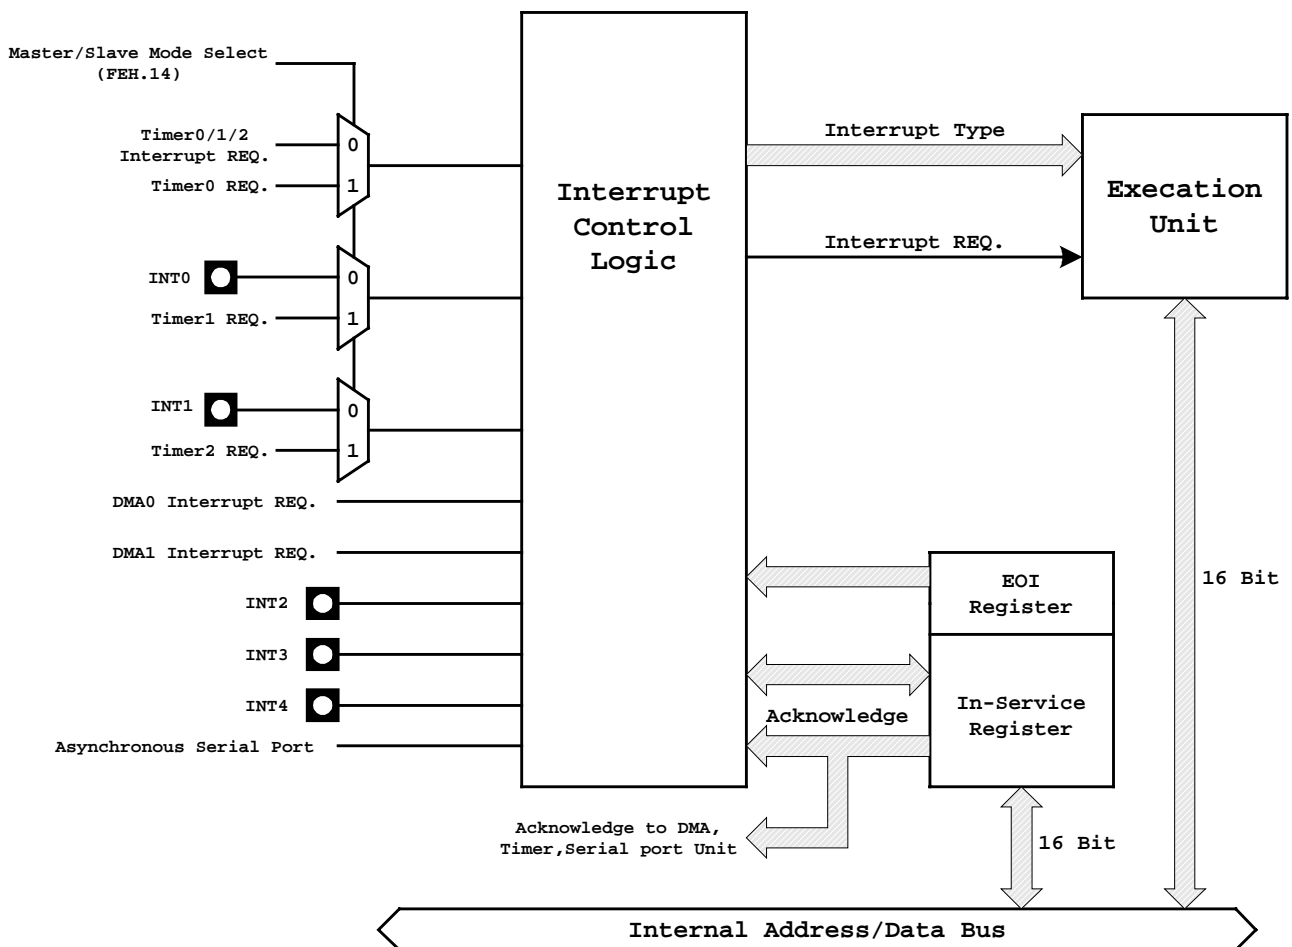 Master/Slave Mode Select
(FEH.14)
Timer0/1/2
Interrupt REQ.
0
Timer0 REQ.
1
INT0
0
Timer1 REQ.
1
INT1
0
Timer2 REQ.
1
DMA0 Interrupt REQ.
DMA1 Interrupt REQ.
INT2
INT3
INT4
Asynchronous Serial Port
Interrupt
Control
Logic
Interrupt Type
Interrupt REQ.
Execation
Unit
16 Bit
EOI
Register
In-Service
Register
Acknowledge
Acknowledge to DMA,
Timer,Serial port Unit
16 Bit
Internal Address/Data Bus